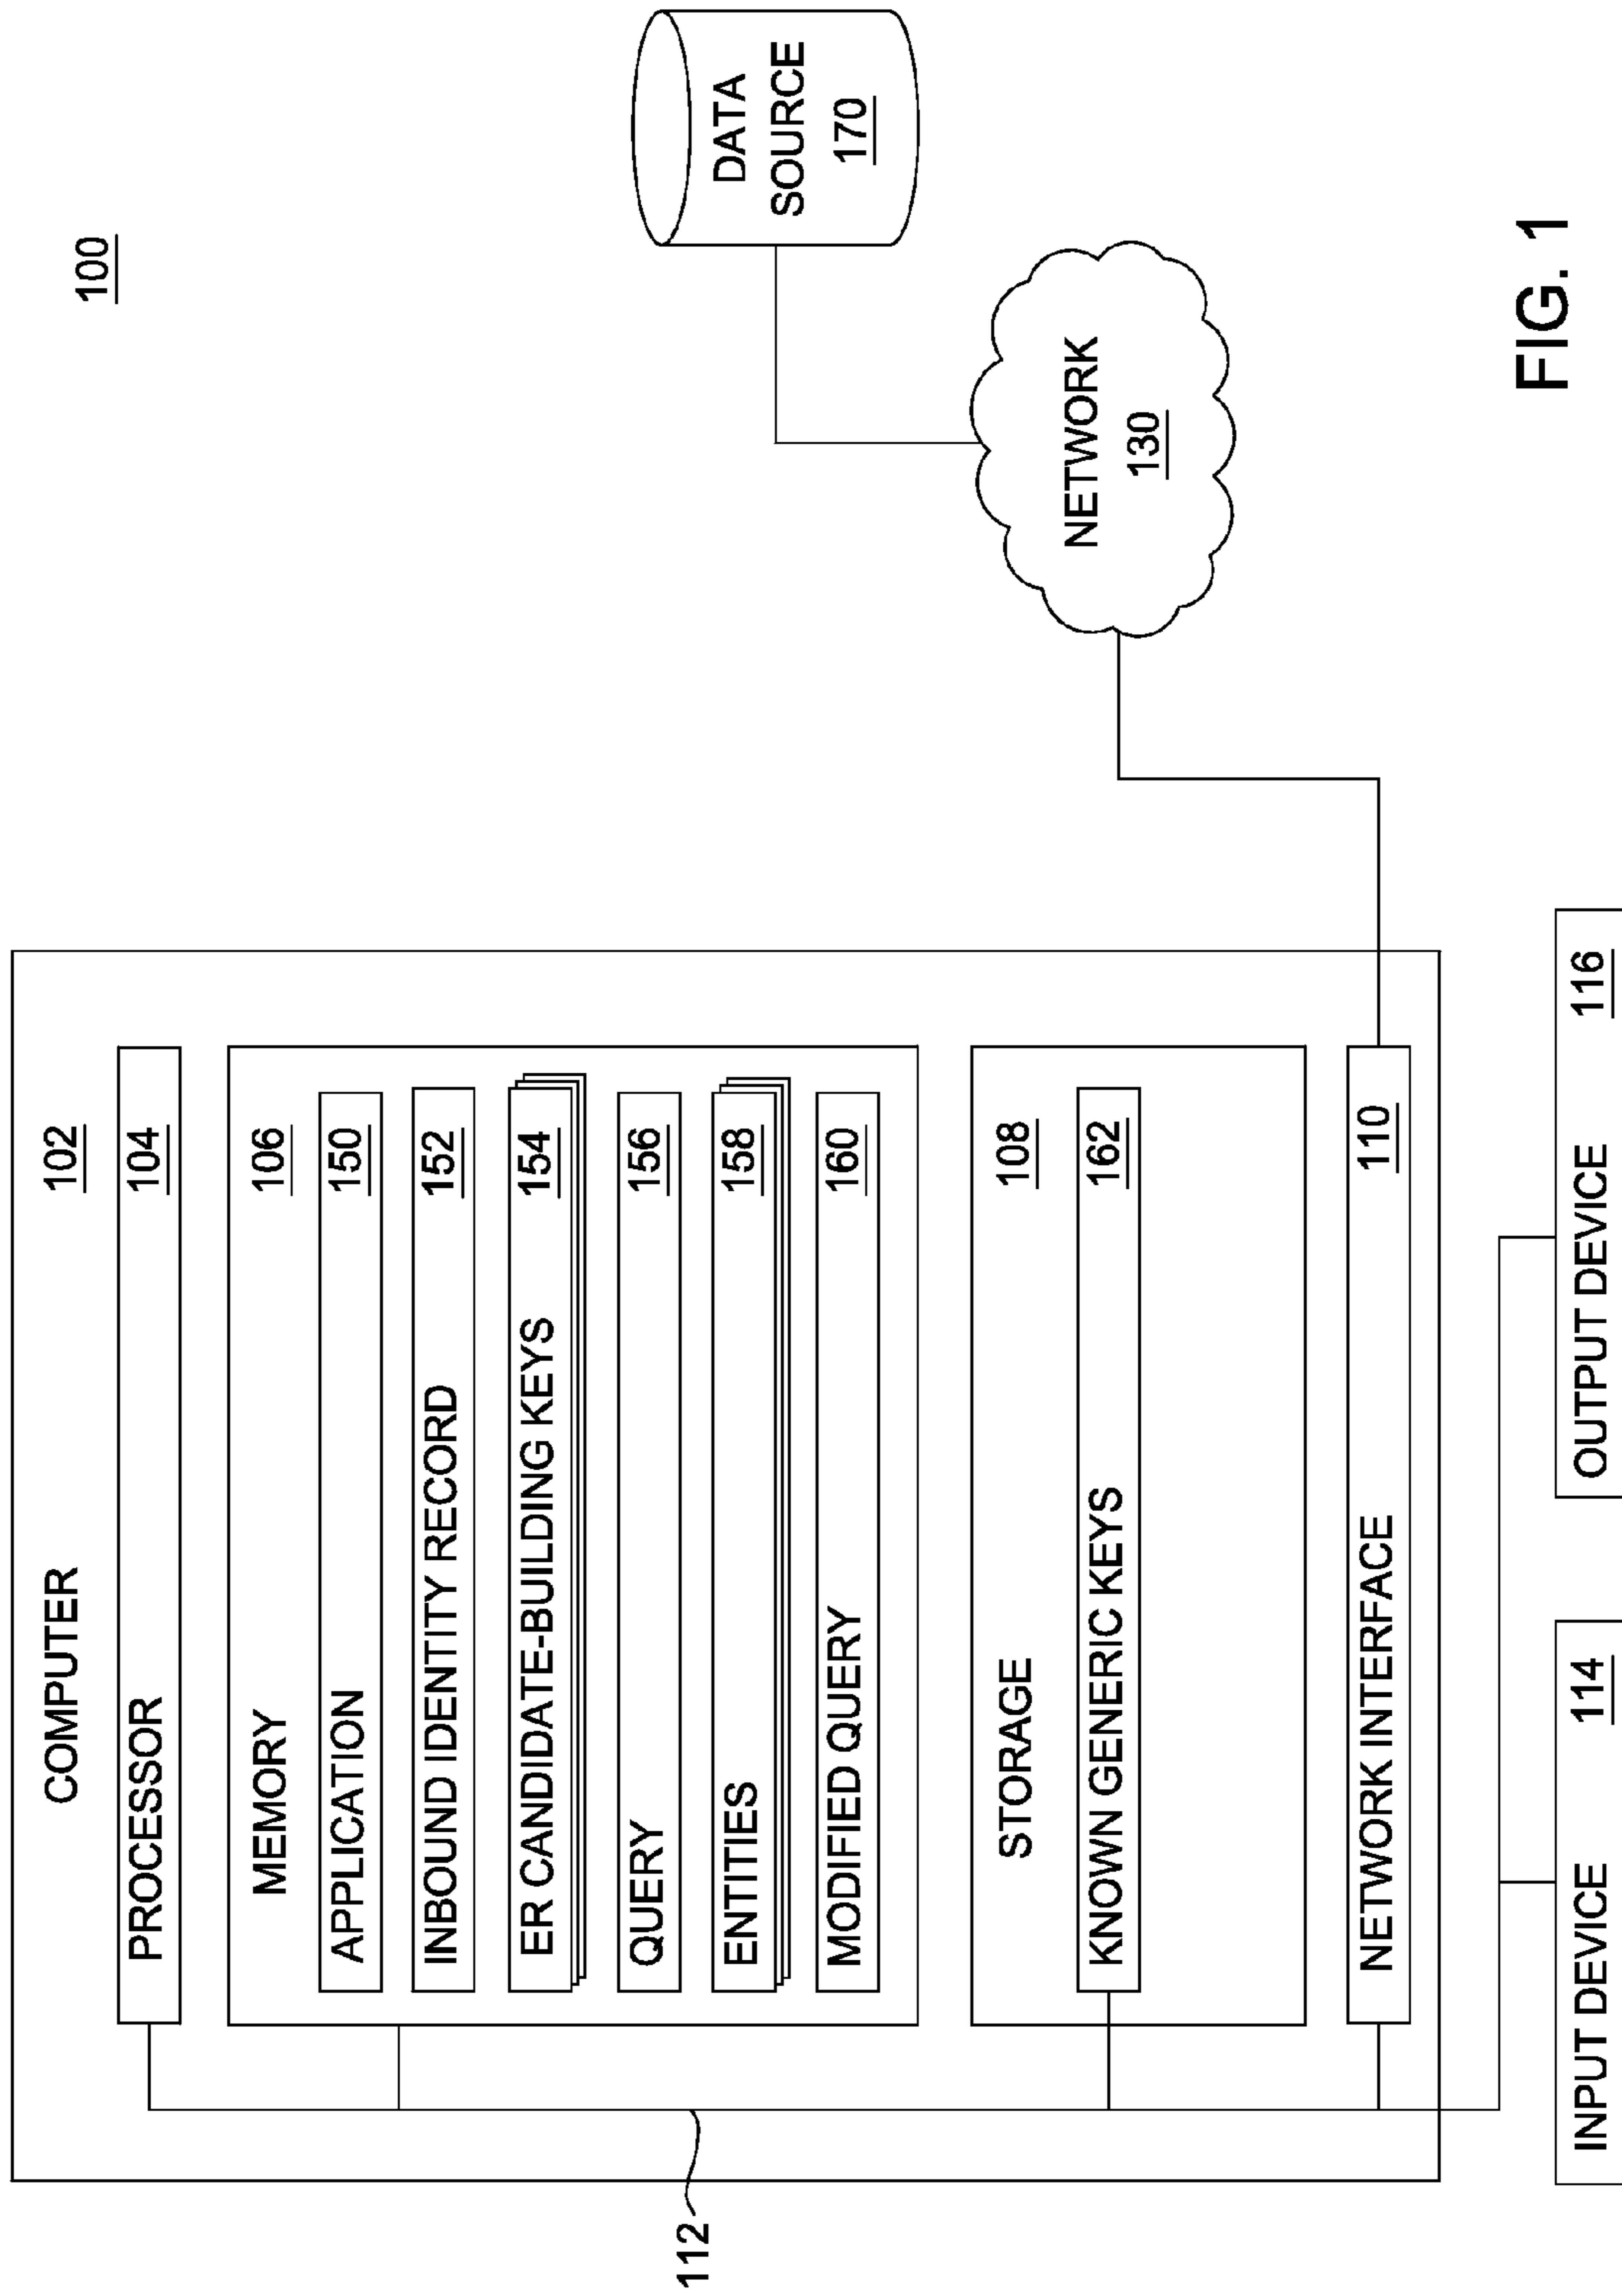 100
COMPUTER 102
PROCESSOR 104
MEMORY 106
APPLICATION 150
INBOUND IDENTITY RECORD 152
ER CANDIDATE-BUILDING KEYS 154
QUERY 156
ENTITIES 158
MODIFIED QUERY 160
112
STORAGE 108
KNOWN GENERIC KEYS 162
NETWORK INTERFACE 110
INPUT DEVICE 114
OUTPUT DEVICE 116
DATA
SOURCE
170
NETWORK
130
FIG. 1